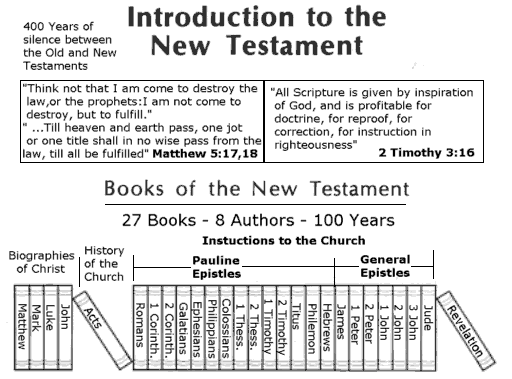 400 Years of
silence between
the Old and New
Testaments
Introduction to the
New Testament
"Think not that I am come to destroy the
law,or the prophets:I am not come to
destroy, but to fulfill."
" ...Till heaven and earth pass, one jot
or one title shall in no wise pass from the
law, till all be fulfilled" Matthew 5:17,18
"All Scripture is given by inspiration
of God, and is profitable for
doctrine, for reproof, for
correction, for instruction in
righteousness"
2 Timothy 3:16
Books of the New Testament
27 Books - 8 Authors - 100 Years
Instuctions to the Church
Biographies
of Christ
History
of the
Church
Pauline
Epistles
General
Epistles
Matthew
Mark
Luke
John
Acts
Romans
1 Corinth.
2 Corinth.
Galatians
Ephesians
Philippians
Colossians
1 Thess.
2 Thess.
1 Timothy
2 Timothy
Titus
Philemon
Hebrews
James
1 Peter
2 Peter
1 John
2 John
3 John
Jude
Revelation